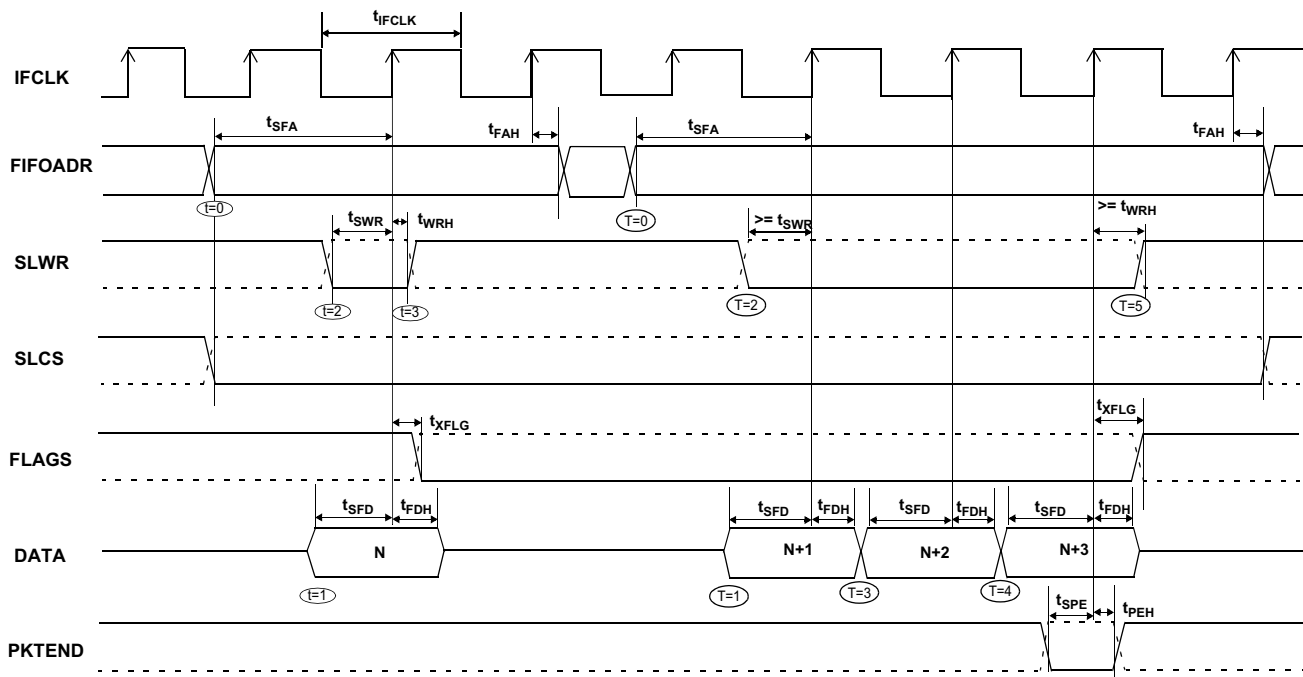 tIFCLK
IFCLK
tSFA
tFAH
tSFA
tFAH
FIFOADR
t=0
T=0
tSWR
tWRH
>= tSWR
>= tWRH
SLWR
t=2
t=3
T=2
T=5
SLCS
tXFLG
tXFLG
FLAGS
tSFD
tFDH
tSFD
tFDH
tSFD
tFDH
tSFD
tFDH
DATA
N
N+1
N+2
N+3
t=1
T=1
T=3
T=4
tSPE
tPEH
PKTEND